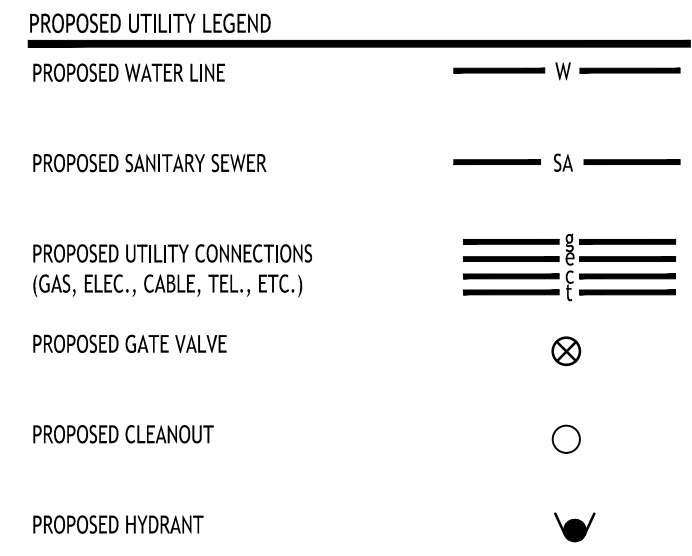 PROPOSED UTILITY LEGEND
PROPOSED WATER LINE W
PROPOSED SANITARY SEWER SA
PROPOSED UTILITY CONNECTIONS
(GAS, ELEC., CABLE, TEL., ETC.)
g
e
c
t
PROPOSED GATE VALVE
PROPOSED CLEANOUT
PROPOSED HYDRANT